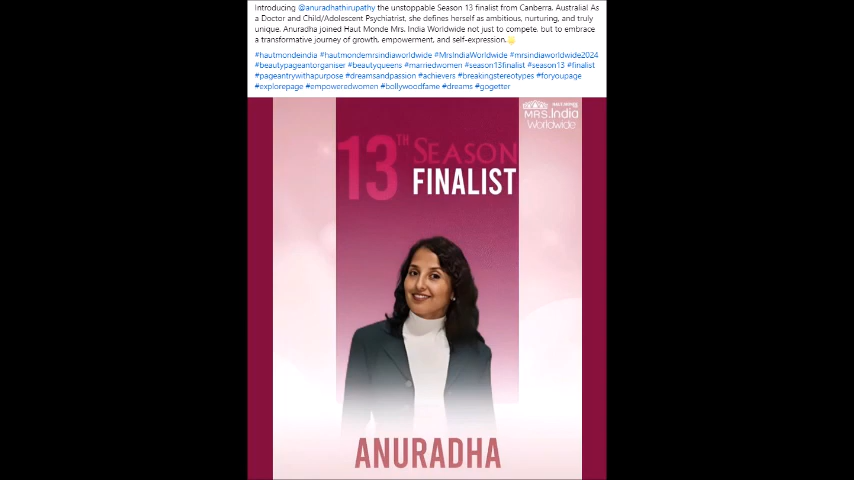 Introducing @anuradhathirupathy the unstoppable Season 13 finalist from Canberra, Australia! As
a Doctor and Child/Adolescent Psychiatrist, she defines herself as ambitious, nurturing, and truly
unique. Anuradha joined Haut Monde Mrs. India Worldwide not just to compete, but to embrace
a transformative journey of growth, empowerment, and self-expression.
#hautmondeindia #hautmondemrsindiaworldwide #MrsIndiaWorldwide #mrsindiaworldwide2024
#beautypageantorganiser #beautyqueens #marriedwomen #season13finalist #season13 #finalist
#pageantrywithapurpose #dreamsandpassion #achievers #breakingstereotypes #foryoupage
#explorepage #empoweredwomen #bollywoodfame #dreams #gogetter
HAUT MONDE
MRS.INDIA
Worldwide
13TH SEASON
FINALIST
ANURADHA